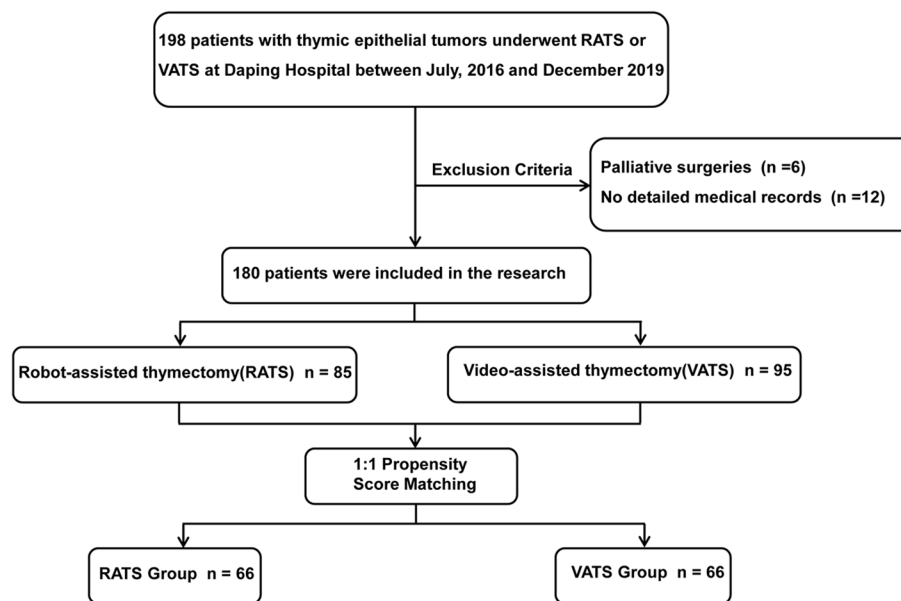 198 patients with thymic epithelial tumors underwent RATS or
VATS at Daping Hospital between July, 2016 and December 2019
Exclusion Criteria
Palliative surgeries (n =6)
No detailed medical records (n =12)
180 patients were included in the research
Robot-assisted thymectomy(RATS) n = 85
Video-assisted thymectomy(VATS) n = 95
1:1 Propensity
Score Matching
RATS Group n = 66
VATS Group n = 66